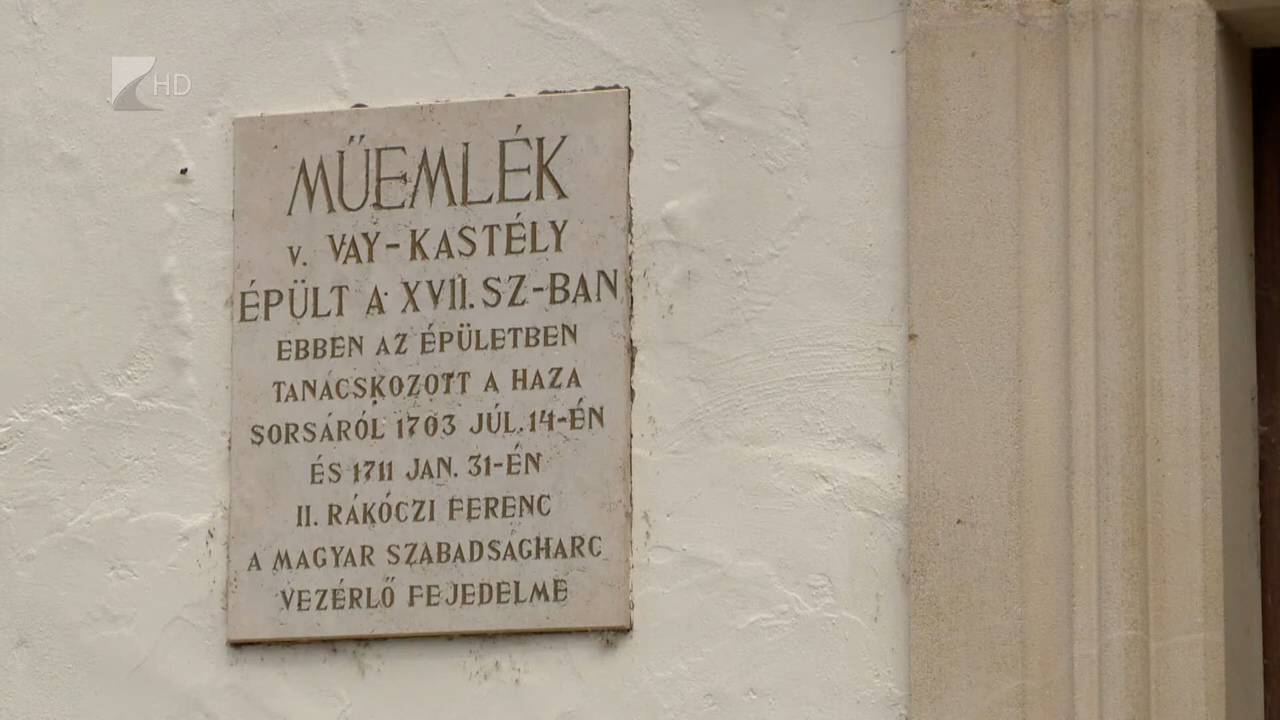 HD
MŰEMLÉK
v. VAY-KASTÉLY
ÉPÜLT A XVII. SZ-BAN
EBBEN AZ ÉPÜLETBEN
TANÁCSKOZOTT A HAZA
SORSÁRÓL 1703 JÚL. 14-ÉN
ÉS 1711 JAN. 31-ÉN
II. RÁKÓCZI FERENC
A MAGYAR SZABADSÁGHARC
VEZÉRLŐ FEJEDELME